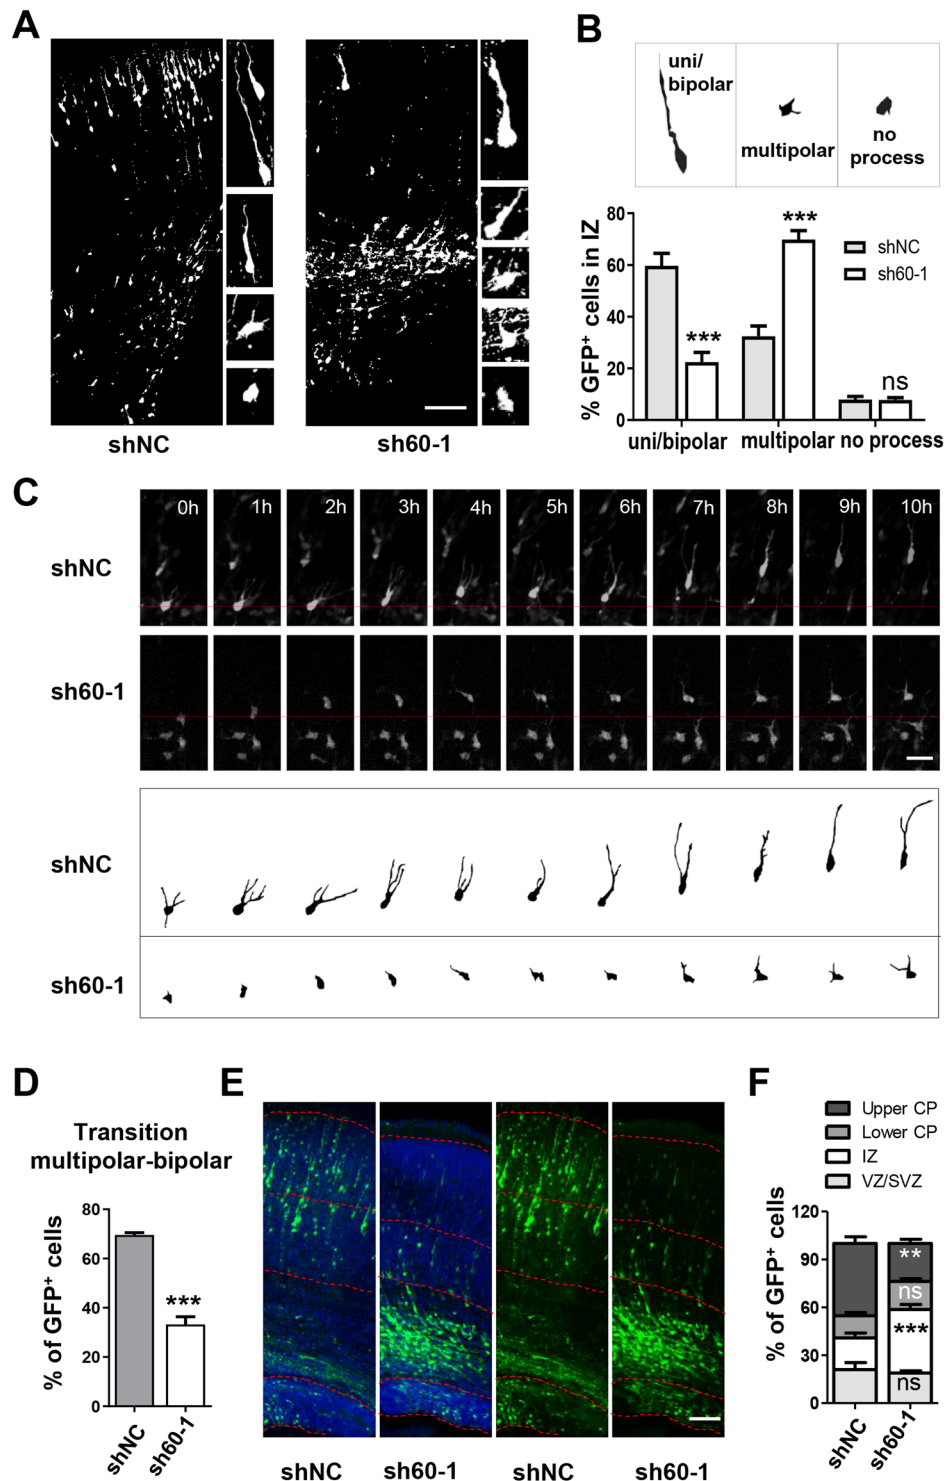 A
shNC
sh60-1
B
uni/
bipolar
multipolar
no
process
% GFP⁺ cells in IZ
80
60
40
20
0
***
***
ns
shNC
sh60-1
uni/bipolar
multipolar
no process
C
0h
1h
2h
3h
4h
5h
6h
7h
8h
9h
10h
shNC
sh60-1
shNC
sh60-1
D
Transition
multipolar-bipolar
% of GFP⁺ cells
80
60
40
20
0
***
shNC
sh60-1
E
shNC
sh60-1
shNC
sh60-1
F
Upper CP
Lower CP
IZ
VZ/SVZ
% of GFP⁺ cells
120
90
60
30
0
**
ns
***
ns
shNC
sh60-1